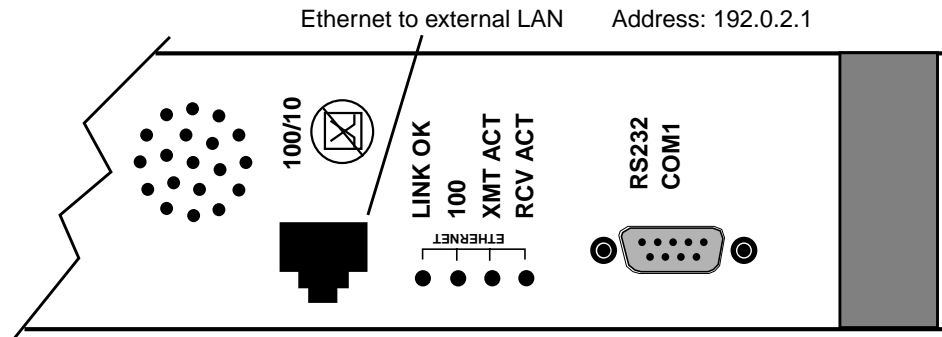 Ethernet to external LAN
Address: 192.0.2.1
100/10
LINK OK
100
XMT ACT
RCV ACT
ETHERNET
RS232
COM1